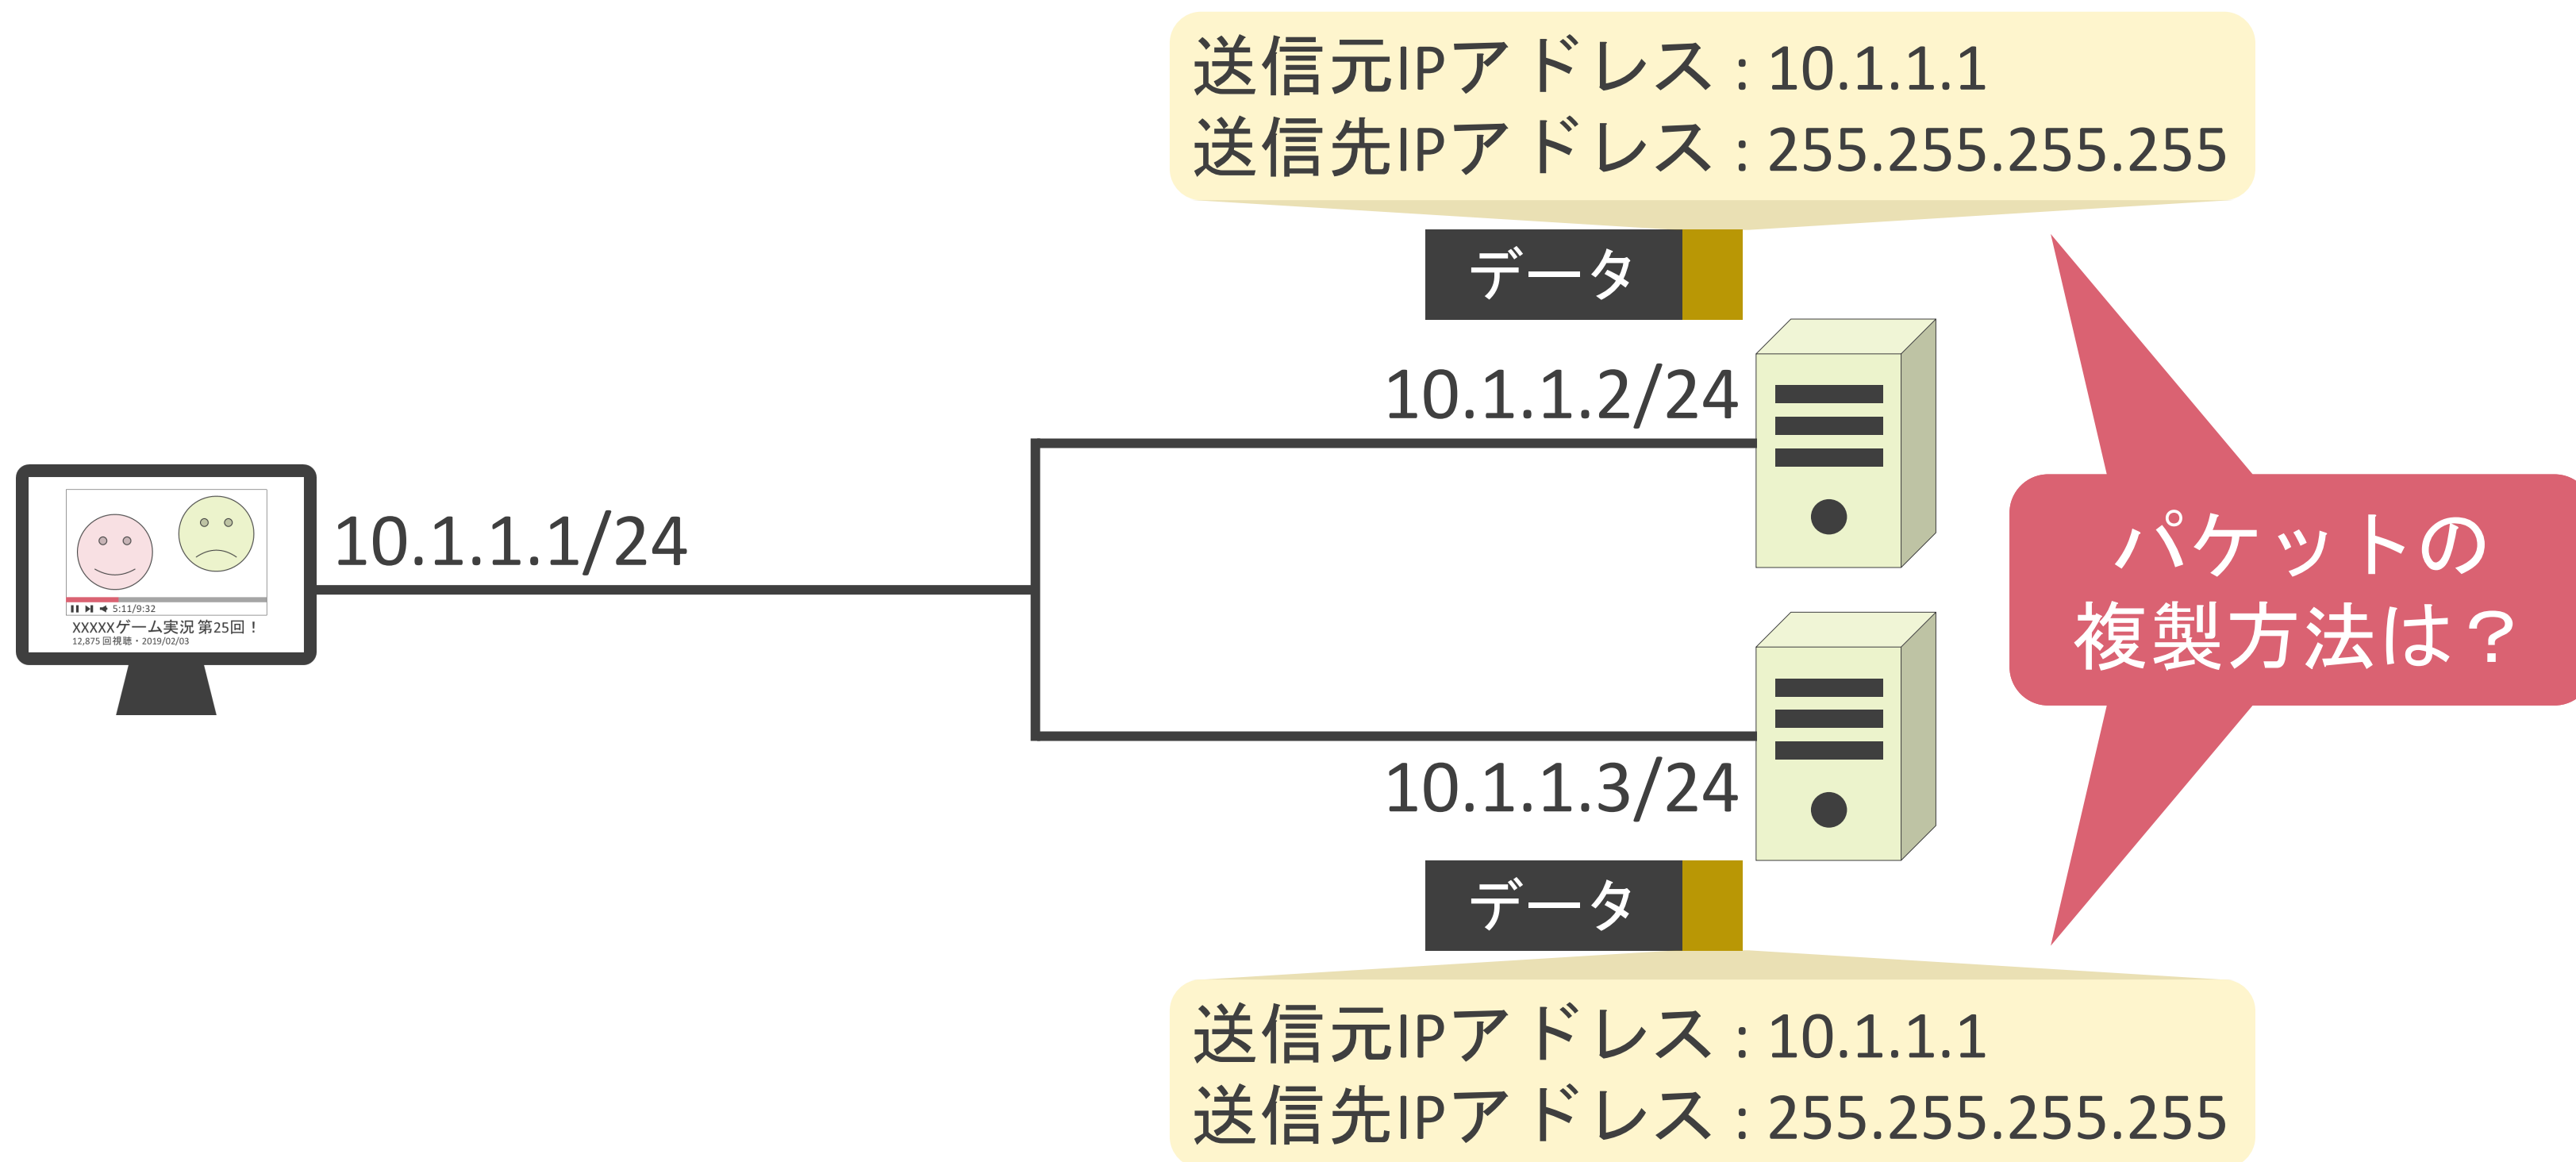 送信元IPアドレス : 10.1.1.1
送信先IPアドレス : 255.255.255.255
データ
10.1.1.2/24
10.1.1.1/24
5:11/9:32
XXXXXゲーム実況 第25回！
12,875 回視聴・2019/02/03
パケットの
複製方法は？
10.1.1.3/24
データ
送信元IPアドレス : 10.1.1.1
送信先IPアドレス : 255.255.255.255